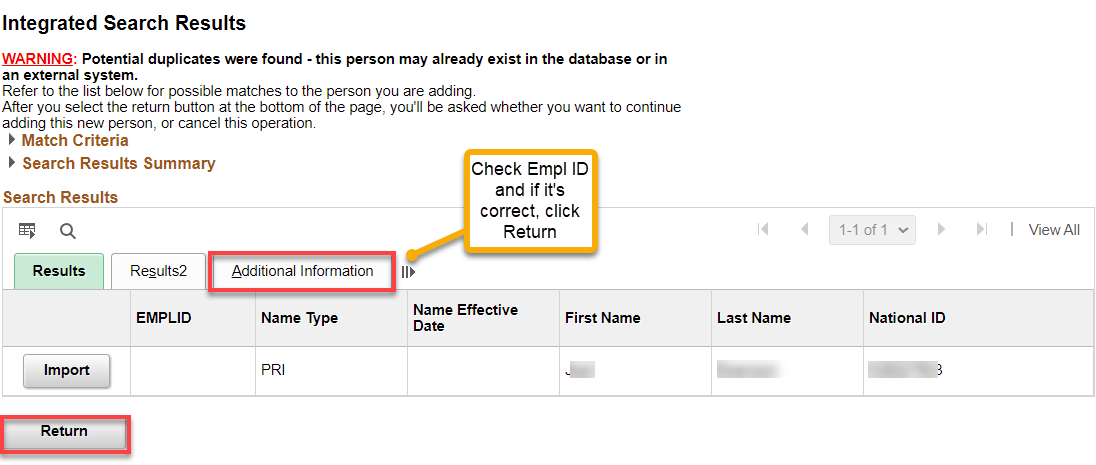 Integrated Search Results
WARNING: Potential duplicates were found - this person may already exist in the database or in
an external system.
Refer to the list below for possible matches to the person you are adding.
After you select the return button at the bottom of the page, you'll be asked whether you want to continue
adding this new person, or cancel this operation.
Match Criteria
Search Results Summary
Check Empl ID
and if it's
correct, click
Return
Search Results
1-1 of 1
View All
Results Results2 Additional Information
EMPLID Name Type Name Effective Date First Name Last Name National ID
Import PRI
Return